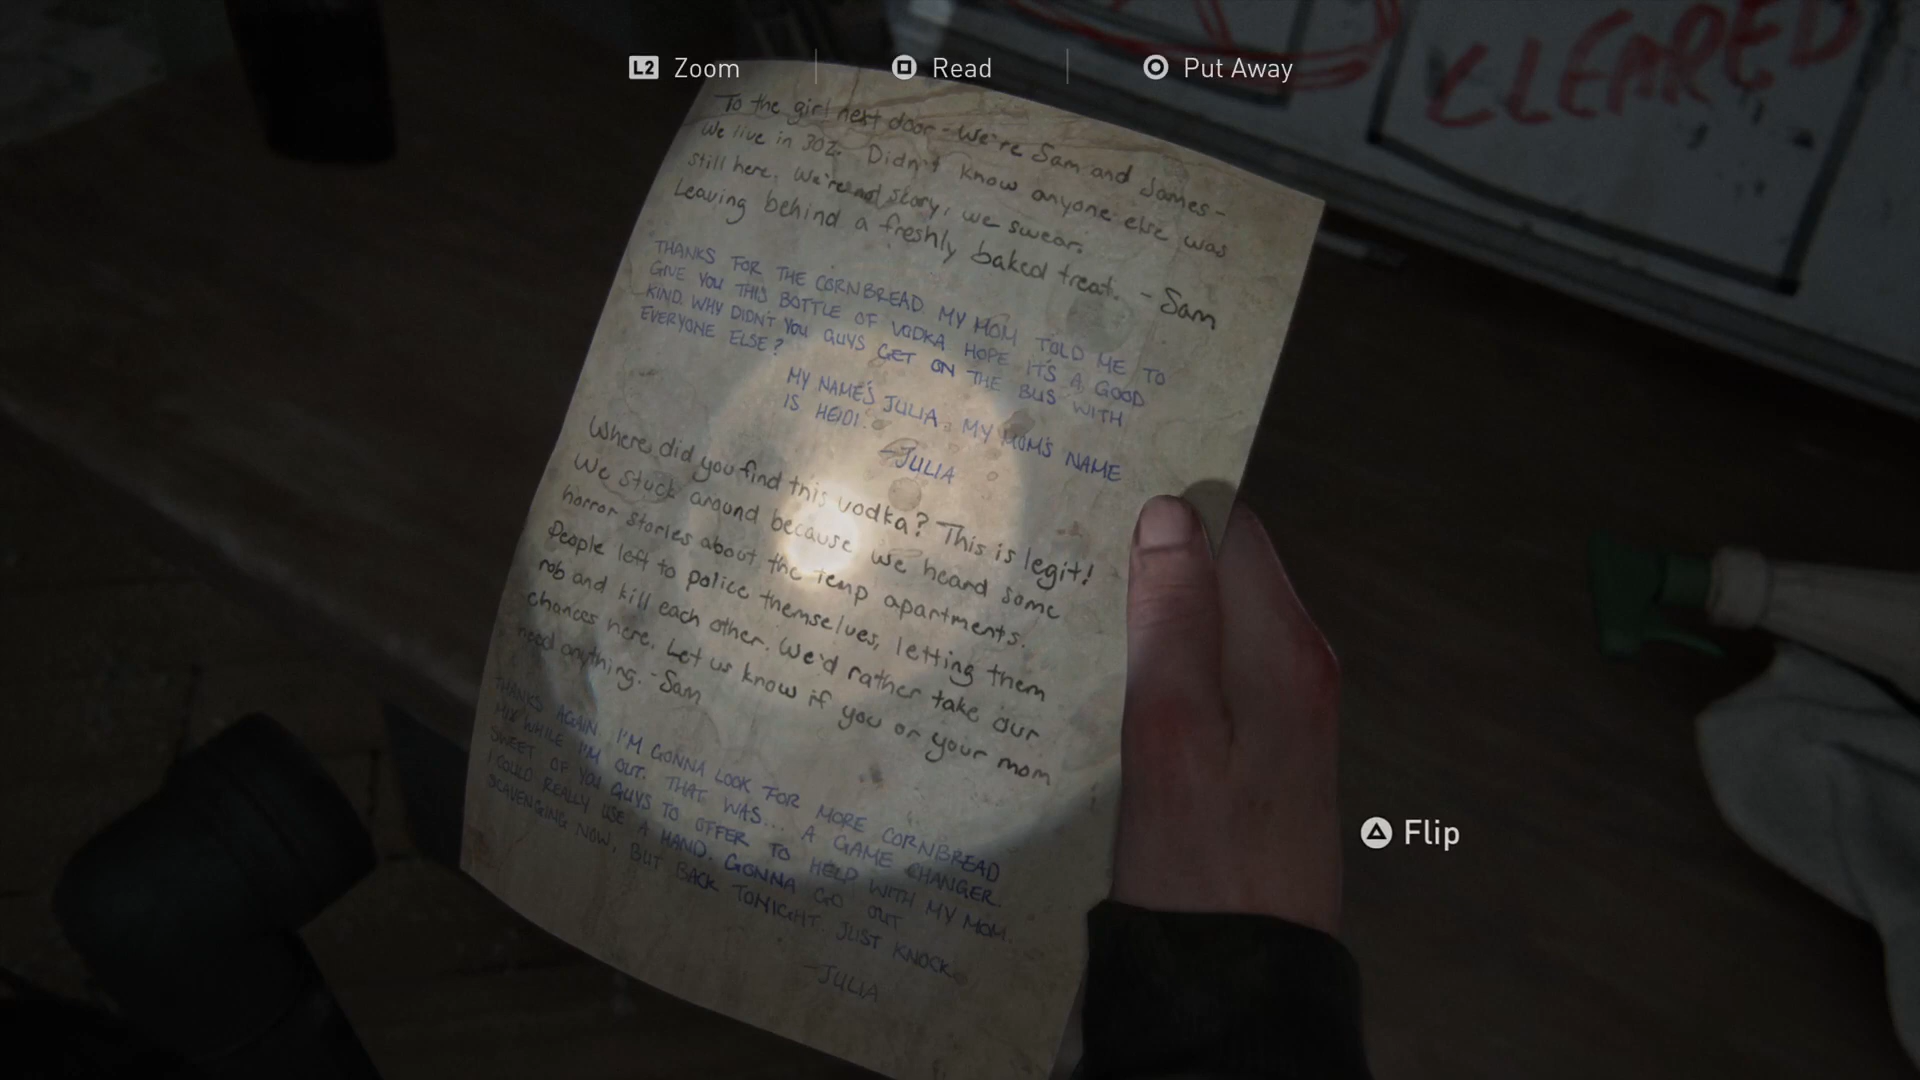 L2 Zoom
Read
Put Away
CLEARED
To the girl next door - We're Sam and James -
We live in 302. Didn't know anyone else was
still here. We're not scary, we swear.
Leaving behind a freshly baked treat. - Sam
THANKS FOR THE CORNBREAD MY MOM TOLD ME TO
GIVE YOU THIS BOTTLE OF VODKA. HOPE IT'S A GOOD
KIND. WHY DIDN'T YOU GUYS GET ON THE BUS WITH
EVERYONE ELSE?
MY NAME'S JULIA. MY MOM'S NAME
IS HEIDI.
-JULIA
Where did you find this vodka? This is legit!
We stuck around because we heard some
horror stories about the temp apartments.
People left to police themselves, letting them
rob and kill each other. We'd rather take our
chances here. Let us know if you or your mom
need anything. -Sam
THANKS AGAIN. I'M GONNA LOOK FOR MORE CORNBREAD
MIX WHILE I'M OUT. THAT WAS... A GAME CHANGER.
SWEET OF YOU GUYS TO OFFER TO HELP WITH MY MOM.
I COULD REALLY USE A HAND. GONNA GO OUT
SCAVENGING NOW, BUT BACK TONIGHT. JUST KNOCK
-JULIA
Flip